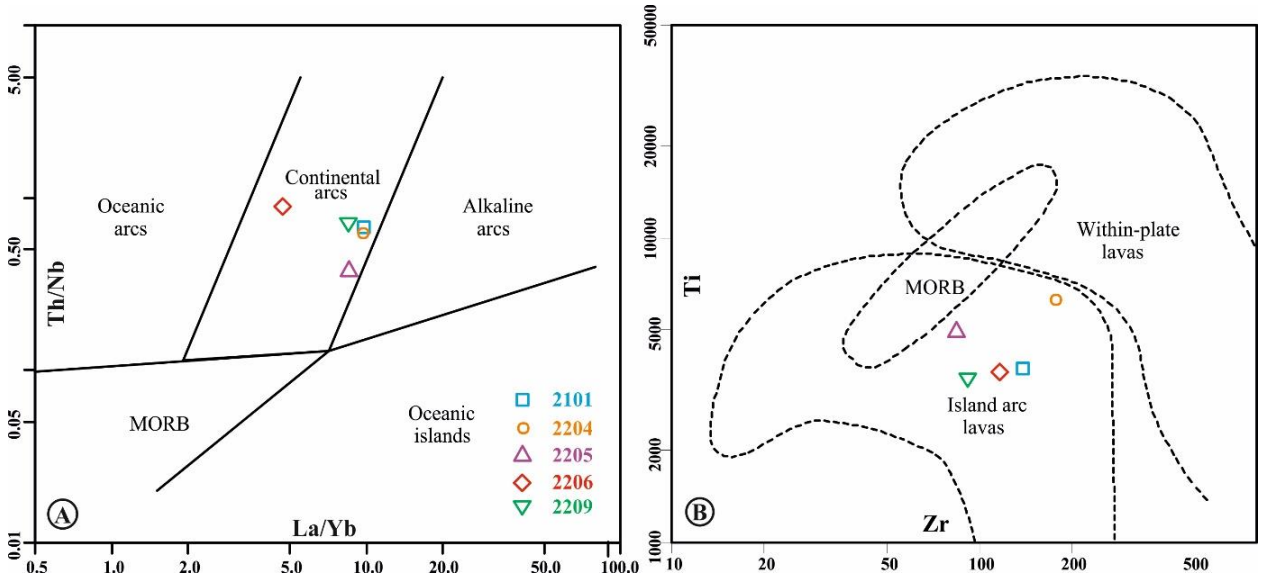 5.00
0.50
0.05
0.01
Th/Nb
Oceanic
arcs
Continental
arcs
Alkaline
arcs
MORB
Oceanic
islands
2101
2204
2205
2206
2209
A
La/Yb
0.5
1.0
2.0
5.0
10.0
20.0
50.0
100.0
50000
20000
10000
5000
2000
1000
Ti
Within-plate
lavas
MORB
Island arc
lavas
B
Zr
10
20
50
100
200
500